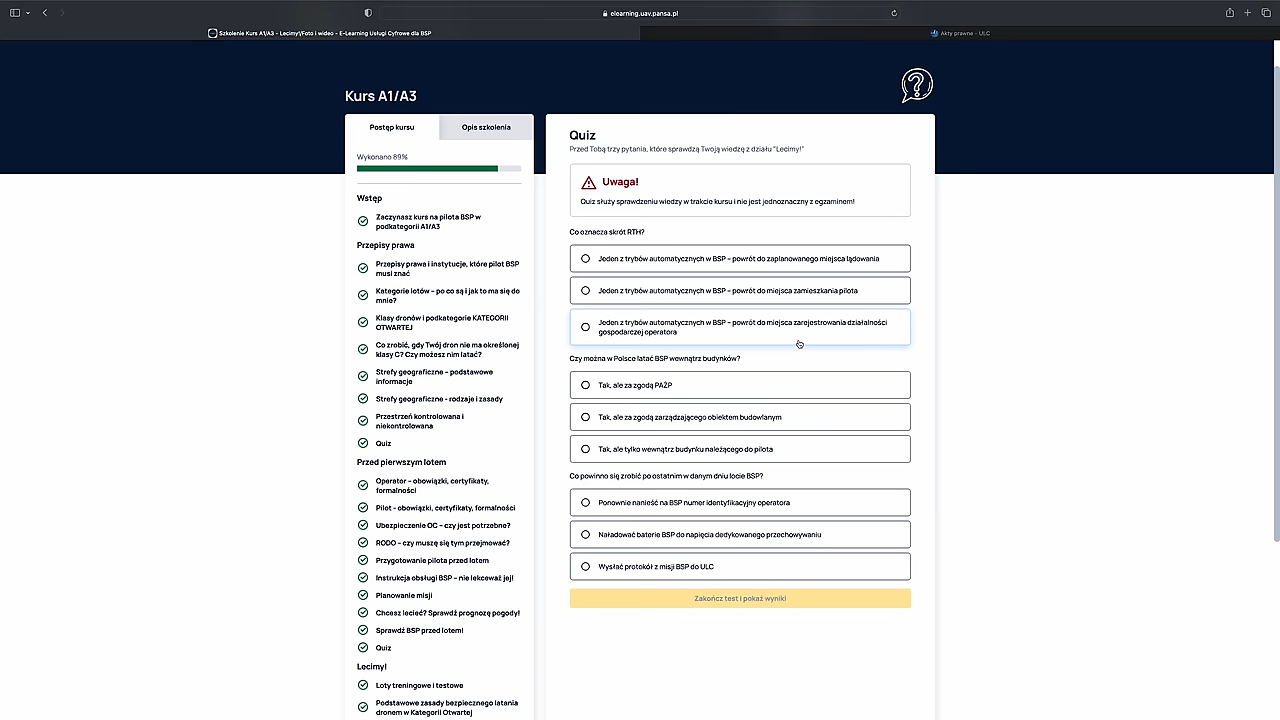 elearning.uav.pansa.pl
Szkolenie Kurs A1/A3 – Lecimy!/Foto i wideo – E-Learning Usługi Cyfrowe dla BSP
Akty prawne – ULC
Kurs A1/A3
Postęp kursu
Opis szkolenia
Wykonano 89%
Wstęp
Zaczynasz kurs na pilota BSP w
podkategorii A1/A3
Przepisy prawa
Przepisy prawa i instytucje, które pilot BSP
musi znać
Kategorie lotów – po co są i jak to ma się do
mnie?
Klasy dronów i podkategorie KATEGORII
OTWARTEJ
Co zrobić, gdy Twój dron nie ma określonej
klasy C? Czy możesz nim latać?
Strefy geograficzne – podstawowe
informacje
Strefy geograficzne - rodzaje i zasady
Przestrzeń kontrolowana i
niekontrolowana
Quiz
Przed pierwszym lotem
Operator – obowiązki, certyfikaty,
formalności
Pilot - obowiązki, certyfikaty, formalności
Ubezpieczenie OC – czy jest potrzebne?
RODO – czy muszę się tym przejmować?
Przygotowanie pilota przed lotem
Instrukcja obsługi BSP – nie lekceważ jej!
Planowanie misji
Chcesz lecieć? Sprawdź prognozę pogody!
Sprawdź BSP przed lotem!
Quiz
Lecimy!
Loty treningowe i testowe
Podstawowe zasady bezpiecznego latania
dronem w Kategorii Otwartej
Quiz
Przed Tobą trzy pytania, które sprawdzą Twoją wiedzę z działu "Lecimy!"
Uwaga!
Quiz służy sprawdzeniu wiedzy w trakcie kursu i nie jest jednoznaczny z egzaminem!
Co oznacza skrót RTH?
Jeden z trybów automatycznych w BSP – powrót do zaplanowanego miejsca lądowania
Jeden z trybów automatycznych w BSP – powrót do miejsca zamieszkania pilota
Jeden z trybów automatycznych w BSP – powrót do miejsca zarejestrowania działalności
gospodarczej operatora
Czy można w Polsce latać BSP wewnątrz budynków?
Tak, ale za zgodą PAŻP
Tak, ale za zgodą zarządzającego obiektem budowlanym
Tak, ale tylko wewnątrz budynku należącego do pilota
Co powinno się zrobić po ostatnim w danym dniu locie BSP?
Ponownie nanieść na BSP numer identyfikacyjny operatora
Naładować baterie BSP do napięcia dedykowanego przechowywaniu
Wysłać protokół z misji BSP do ULC
Zakończ test i pokaż wyniki